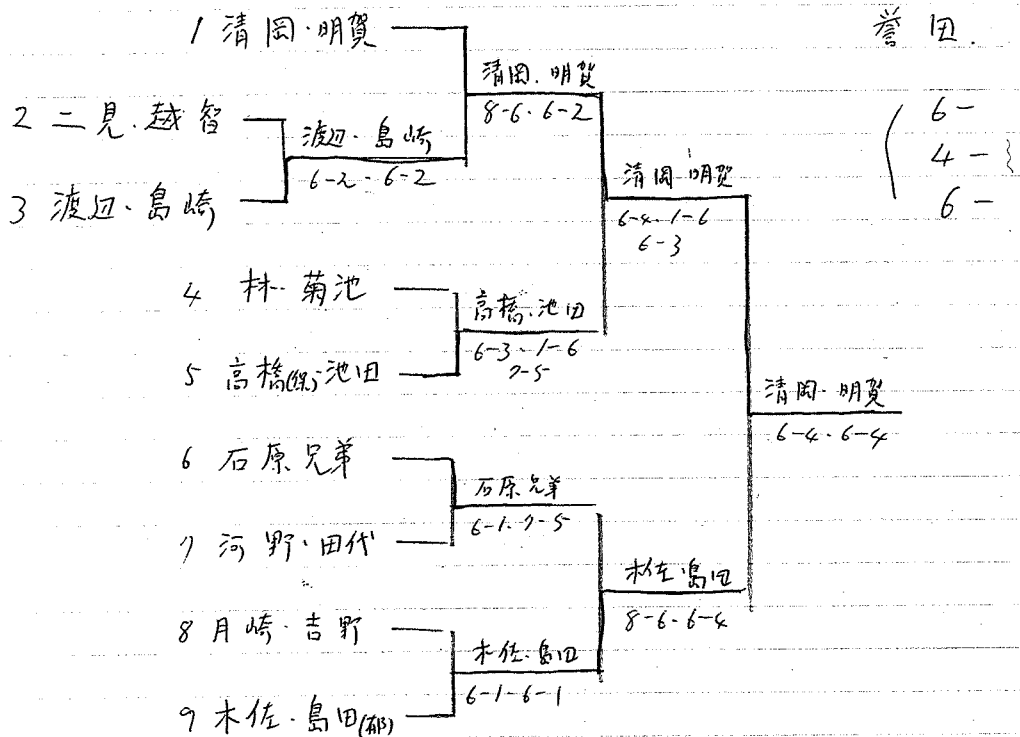 1 清岡・明賀
誉田.
清岡.明賀
8-6.6-2
2 二見.越智
渡辺・島崎
6-2-6-2
3 渡辺・島崎
6-
4-
6-
清岡 明賀
6-4.1-6
6-3
4 林・菊池
高橋.池田
6-3.1-6
7-5
5 高橋(保)・池田
清岡・明賀
6-4.6-4
6 石原兄弟
石原兄弟
6-1.7-5
7 河野・田代
木佐・島田
8-6.6-4
8 月崎・吉野
木佐.島田
6-1-6-1
9 木佐・島田(郁)